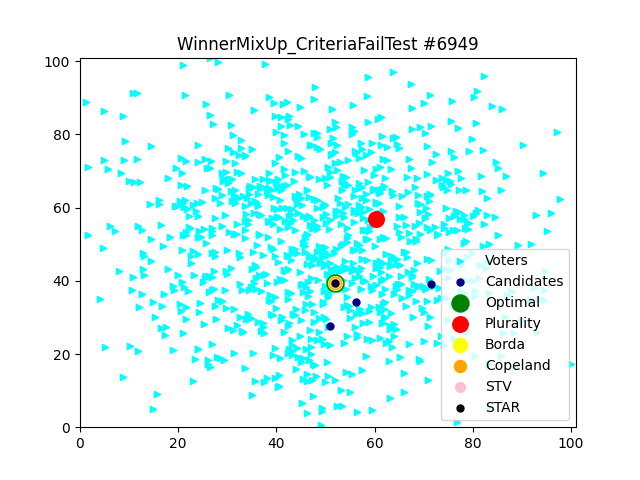 WinnerMixUp_CriteriaFailTest #6949
100
80
60
40
20
0
0 20 40 60 80 100
Voters
Candidates
Optimal
Plurality
Borda
Copeland
STV
STAR